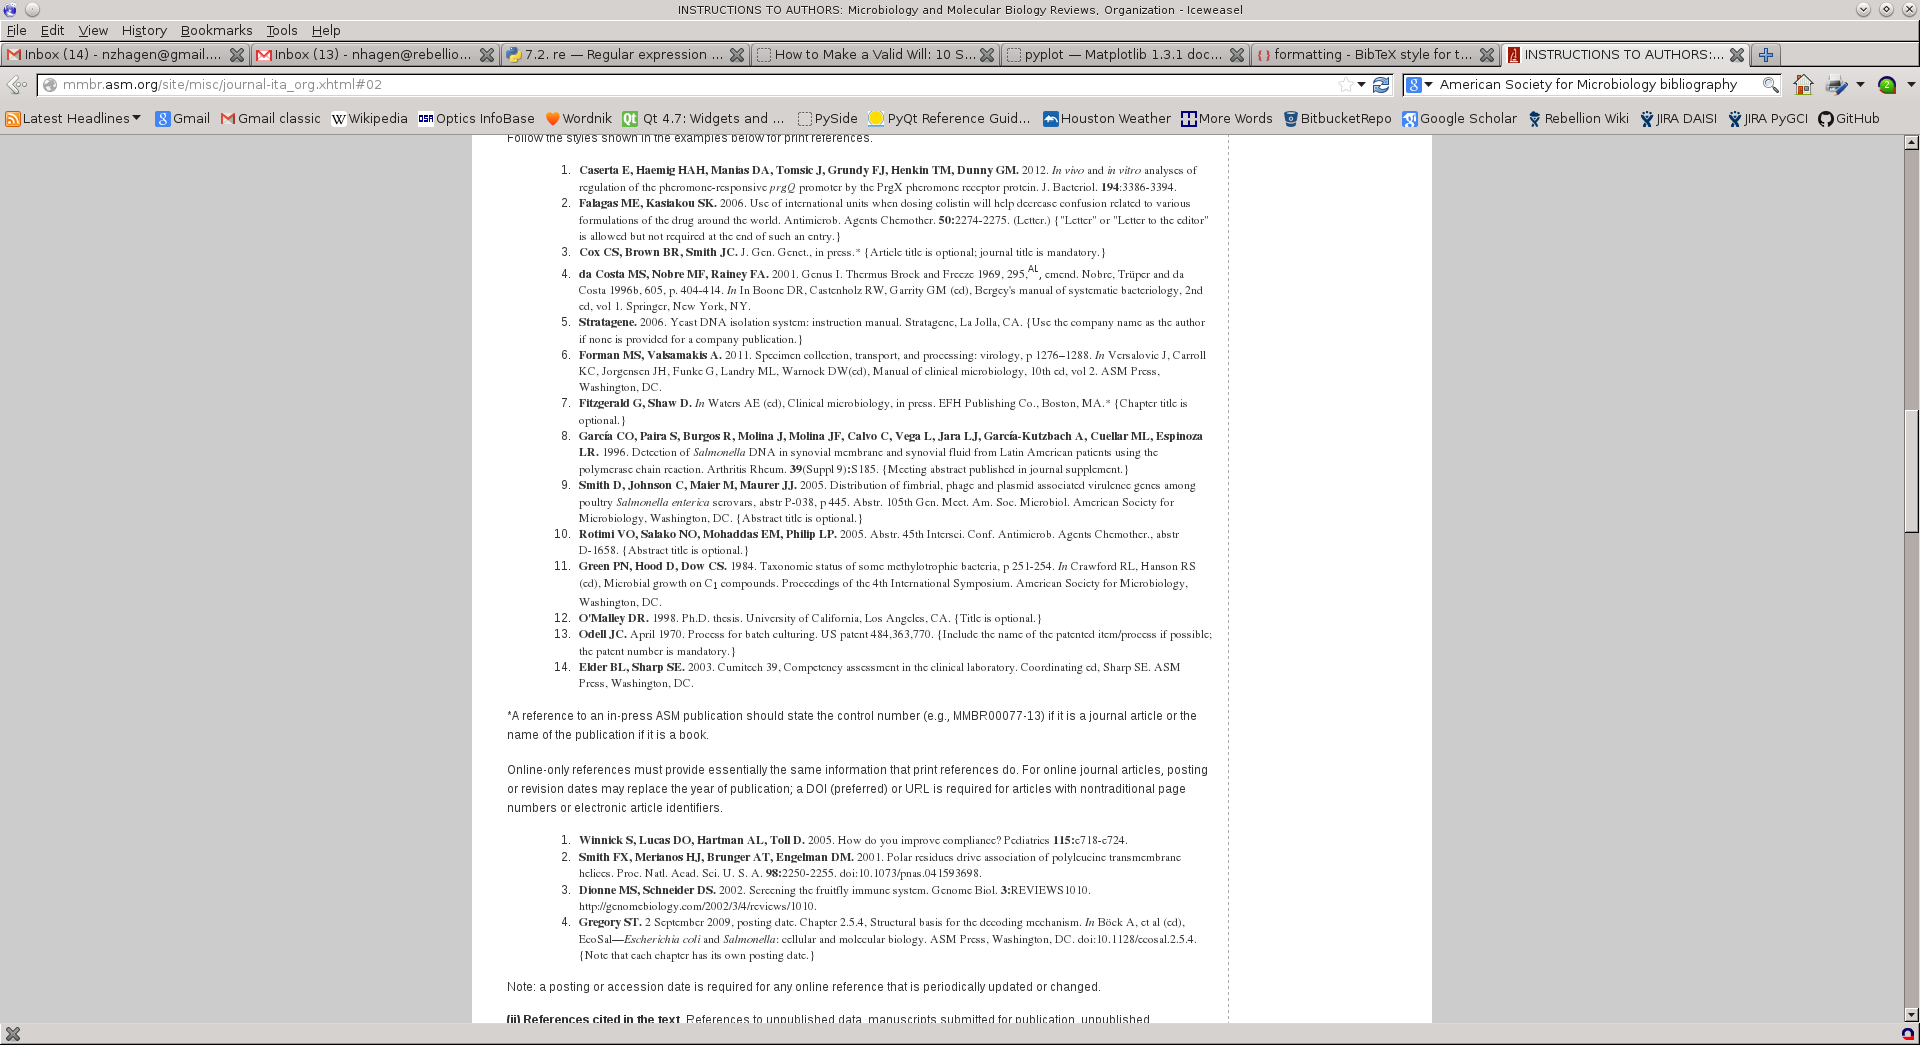 INSTRUCTIONS TO AUTHORS: Microbiology and Molecular Biology Reviews, Organization - Iceweasel
File Edit View History Bookmarks Tools Help
Inbox (14) - nzhagen@gmail.... Inbox (13) - nhagen@rebellio... 7.2. re — Regular expression ... How to Make a Valid Will: 10 S... pyplot — Matplotlib 1.3.1 doc... { } formatting - BibTeX style for t... INSTRUCTIONS TO AUTHORS:...
mmbr.asm.org/site/misc/journal-ita_org.xhtml#02 American Society for Microbiology bibliography 2
Latest Headlines Gmail Gmail classic Wikipedia OSA Optics InfoBase Wordnik Qt 4.7: Widgets and ... PySide PyQt Reference Guid... Houston Weather More Words BitbucketRepo Google Scholar Rebellion Wiki JIRA DAISI JIRA PyGCI GitHub
Follow the styles shown in the examples below for print references.
1. Caserta E, Haemig HAH, Manias DA, Tomsic J, Grundy FJ, Henkin TM, Dunny GM. 2012. In vivo and in vitro analyses of
regulation of the pheromone-responsive prgQ promoter by the PrgX pheromone receptor protein. J. Bacteriol. 194:3386-3394.
2. Falagas ME, Kasiakou SK. 2006. Use of international units when dosing colistin will help decrease confusion related to various
formulations of the drug around the world. Antimicrob. Agents Chemother. 50:2274-2275. (Letter.) {"Letter" or "Letter to the editor"
is allowed but not required at the end of such an entry.}
3. Cox CS, Brown BR, Smith JC. J. Gen. Genet., in press.* {Article title is optional; journal title is mandatory.}
4. da Costa MS, Nobre MF, Rainey FA. 2001. Genus I. Thermus Brock and Freeze 1969, 295,AL, emend. Nobre, Trüper and da
Costa 1996b, 605, p. 404-414. In In Boone DR, Castenholz RW, Garrity GM (ed), Bergey's manual of systematic bacteriology, 2nd
ed, vol 1. Springer, New York, NY.
5. Stratagene. 2006. Yeast DNA isolation system: instruction manual. Stratagene, La Jolla, CA. {Use the company name as the author
if none is provided for a company publication.}
6. Forman MS, Valsamakis A. 2011. Specimen collection, transport, and processing: virology, p 1276–1288. In Versalovic J, Carroll
KC, Jorgensen JH, Funke G, Landry ML, Warnock DW(ed), Manual of clinical microbiology, 10th ed, vol 2. ASM Press,
Washington, DC.
7. Fitzgerald G, Shaw D. In Waters AE (ed), Clinical microbiology, in press. EFH Publishing Co., Boston, MA.* {Chapter title is
optional.}
8. García CO, Paira S, Burgos R, Molina J, Molina JF, Calvo C, Vega L, Jara LJ, García-Kutzbach A, Cuellar ML, Espinoza
LR. 1996. Detection of Salmonella DNA in synovial membrane and synovial fluid from Latin American patients using the
polymerase chain reaction. Arthritis Rheum. 39(Suppl 9):S185. {Meeting abstract published in journal supplement.}
9. Smith D, Johnson C, Maier M, Maurer JJ. 2005. Distribution of fimbrial, phage and plasmid associated virulence genes among
poultry Salmonella enterica serovars, abstr P-038, p 445. Abstr. 105th Gen. Meet. Am. Soc. Microbiol. American Society for
Microbiology, Washington, DC. {Abstract title is optional.}
10. Rotimi VO, Salako NO, Mohaddas EM, Philip LP. 2005. Abstr. 45th Intersci. Conf. Antimicrob. Agents Chemother., abstr
D-1658. {Abstract title is optional.}
11. Green PN, Hood D, Dow CS. 1984. Taxonomic status of some methylotrophic bacteria, p 251-254. In Crawford RL, Hanson RS
(ed), Microbial growth on C1 compounds. Proceedings of the 4th International Symposium. American Society for Microbiology,
Washington, DC.
12. O'Malley DR. 1998. Ph.D. thesis. University of California, Los Angeles, CA. {Title is optional.}
13. Odell JC. April 1970. Process for batch culturing. US patent 484,363,770. {Include the name of the patented item/process if possible;
the patent number is mandatory.}
14. Elder BL, Sharp SE. 2003. Cumitech 39, Competency assessment in the clinical laboratory. Coordinating ed, Sharp SE. ASM
Press, Washington, DC.
*A reference to an in-press ASM publication should state the control number (e.g., MMBR00077-13) if it is a journal article or the
name of the publication if it is a book.
Online-only references must provide essentially the same information that print references do. For online journal articles, posting
or revision dates may replace the year of publication; a DOI (preferred) or URL is required for articles with nontraditional page
numbers or electronic article identifiers.
1. Winnick S, Lucas DO, Hartman AL, Toll D. 2005. How do you improve compliance? Pediatrics 115:e718-e724.
2. Smith FX, Merianos HJ, Brunger AT, Engelman DM. 2001. Polar residues drive association of polyleucine transmembrane
helices. Proc. Natl. Acad. Sci. U. S. A. 98:2250-2255. doi:10.1073/pnas.041593698.
3. Dionne MS, Schneider DS. 2002. Screening the fruitfly immune system. Genome Biol. 3:REVIEWS1010.
http://genomebiology.com/2002/3/4/reviews/1010.
4. Gregory ST. 2 September 2009, posting date. Chapter 2.5.4, Structural basis for the decoding mechanism. In Böck A, et al (ed),
EcoSal—Escherichia coli and Salmonella: cellular and molecular biology. ASM Press, Washington, DC. doi:10.1128/ecosal.2.5.4.
{Note that each chapter has its own posting date.}
Note: a posting or accession date is required for any online reference that is periodically updated or changed.
(ii) References cited in the text. References to unpublished data, manuscripts submitted for publication, unpublished